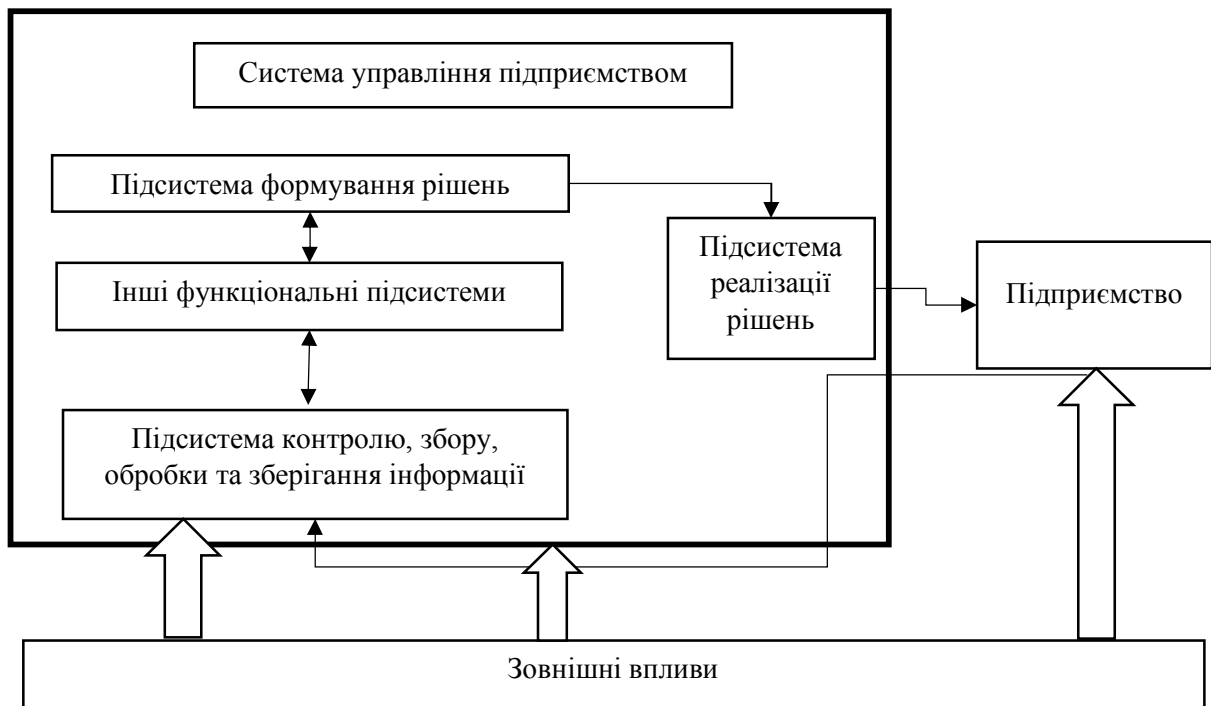 Система управління підприємством
Підсистема формування рішень
Інші функціональні підсистеми
Підсистема контролю, збору,
обробки та зберігання інформації
Підсистема
реалізації
рішень
Підприємство
Зовнішні впливи